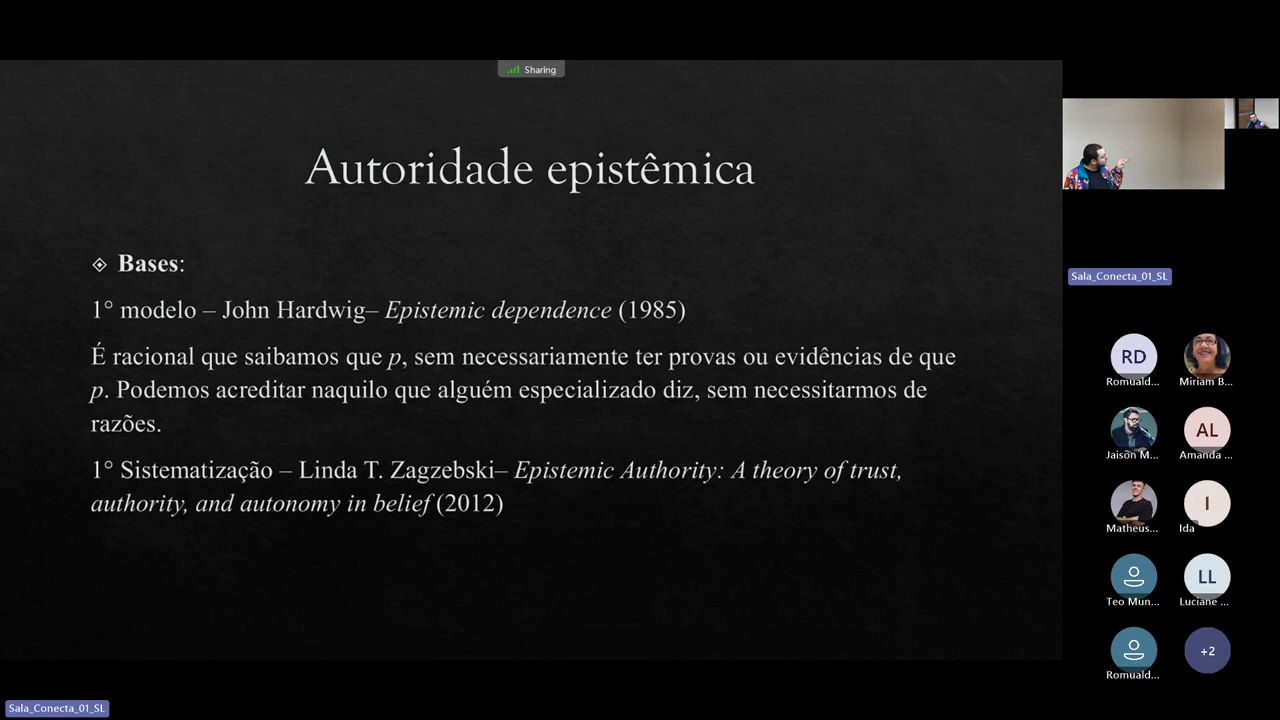 Sharing
Autoridade epistêmica
Bases:
1° modelo – John Hardwig– Epistemic dependence (1985)
É racional que saibamos que p, sem necessariamente ter provas ou evidências de que
p. Podemos acreditar naquilo que alguém especializado diz, sem necessitarmos de
razões.
1° Sistematização – Linda T. Zagzebski– Epistemic Authority: A theory of trust,
authority, and autonomy in belief (2012)
Sala_Conecta_01_SL
RD
Romuald...
Miriam B...
Jaison M...
AL
Amanda ...
Matheus...
I
Ida
Teo Mun...
LL
Luciane ...
Romuald...
+2
Sala_Conecta_01_SL